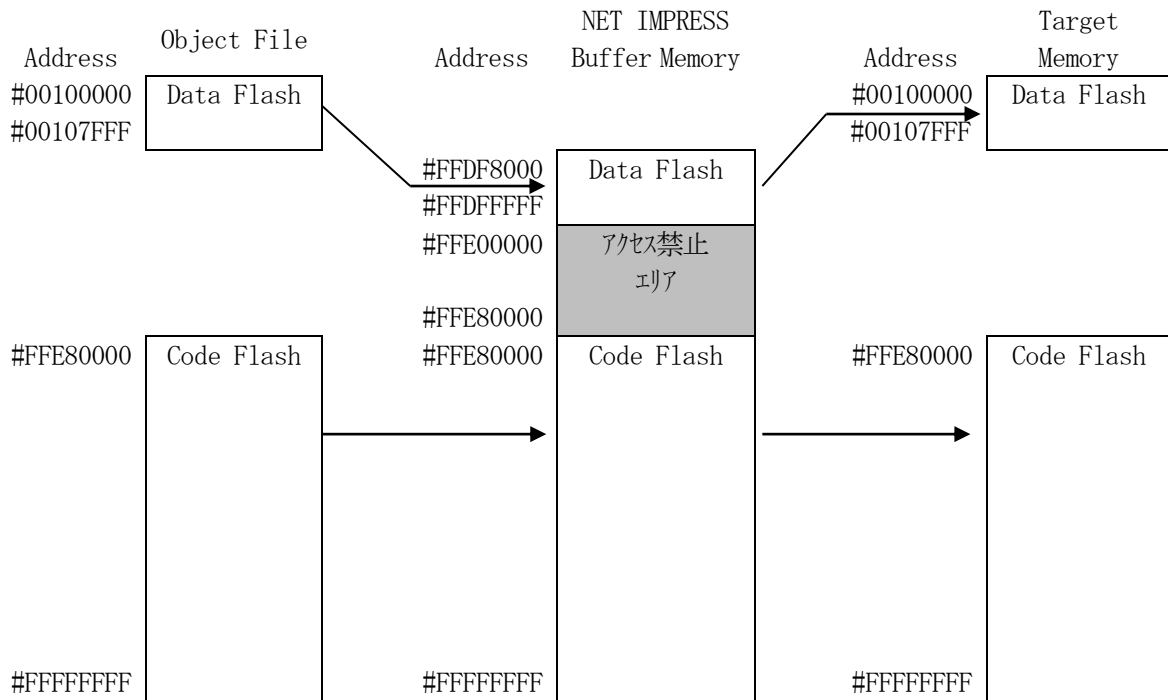 NET IMPRESS Target
Object File
Address Address Buffer Memory Address Memory
#00100000 Data Flash #00100000 Data Flash
#00107FFF #00107FFF
#FFDF8000 Data Flash
#FFDFFFFF
#FFE00000 アクセス禁止
エリア
#FFE80000
#FFE80000 Code Flash #FFE80000 Code Flash #FFE80000 Code Flash
#FFFFFFFF #FFFFFFFF #FFFFFFFF